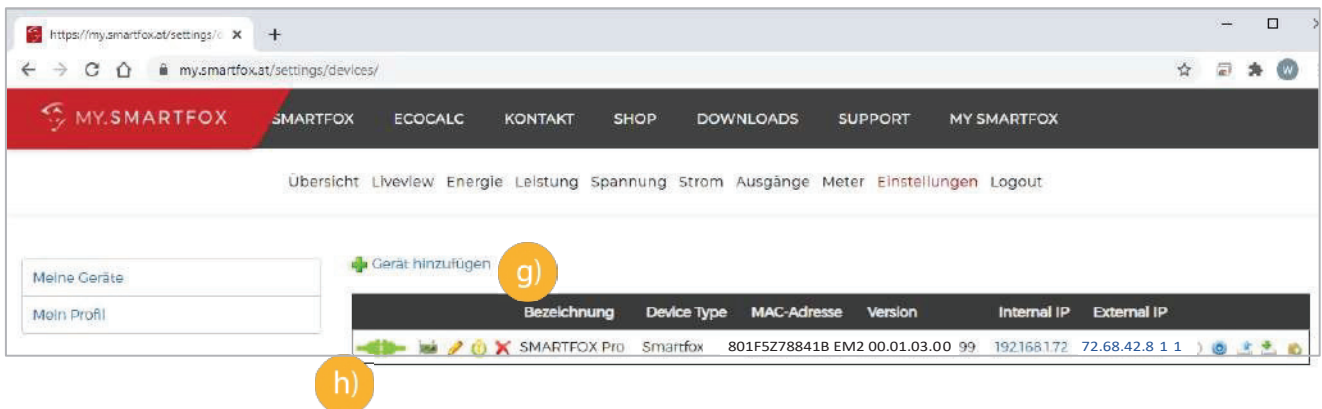 https://my.smartfox.at/settings/
my.smartfox.at/settings/devices/
W
MY.SMARTFOX SMARTFOX ECOCALC KONTAKT SHOP DOWNLOADS SUPPORT MY SMARTFOX
Übersicht Liveview Energie Leistung Spannung Strom Ausgänge Meter Einstellungen Logout
Gerät hinzufügen g)
Meine Geräte
Mein Profil
Bezeichnung Device Type MAC-Adresse Version Internal IP External IP
SMARTFOX Pro Smartfox 801F5Z78841B EM2 00.01.03.00 99 192.168.1.72 72.68.42.8 1 1
h)